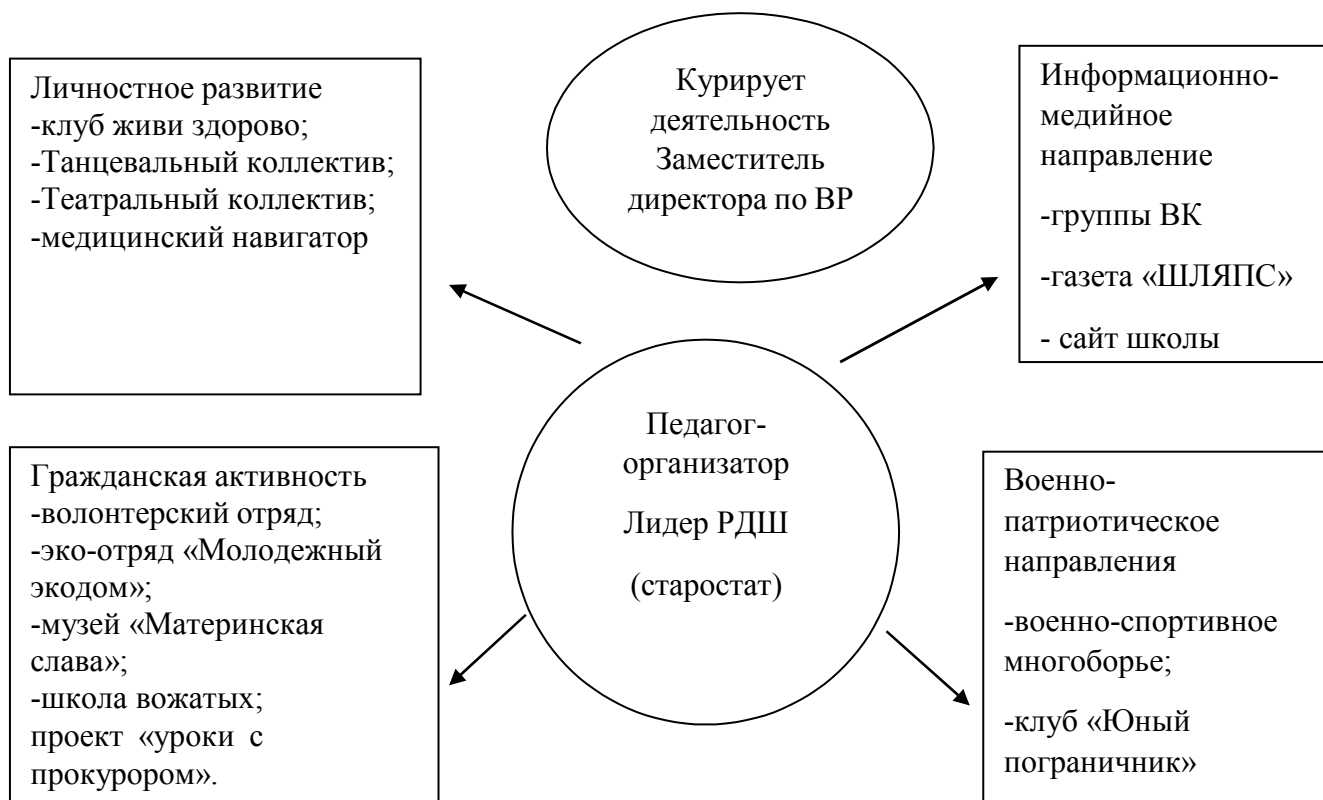 Личностное развитие
-клуб живи здорово;
-Танцевальный коллектив;
-Театральный коллектив;
-медицинский навигатор
Курирует
деятельность
Заместитель
директора по ВР
Информационно-
медийное
направление
-группы ВК
-газета «ШЛЯПС»
- сайт школы
Педагог-
организатор
Лидер РДШ
(старостат)
Гражданская активность
-волонтерский отряд;
-эко-отряд «Молодежный
экодом»;
-музей «Материнская
слава»;
-школа вожатых;
проект «уроки с
прокурором».
Военно-
патриотическое
направления
-военно-спортивное
многоборье;
-клуб «Юный
пограничник»